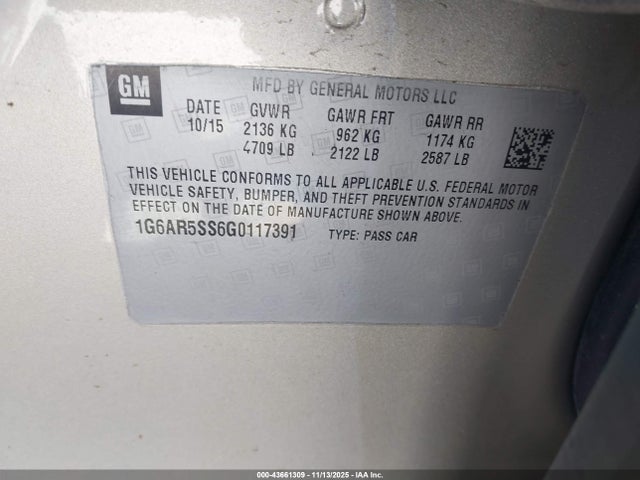 GM
MFD BY GENERAL MOTORS LLC
DATE GVWR GAWR FRT GAWR RR
10/15 2136 KG 962 KG 1174 KG
4709 LB 2122 LB 2587 LB
THIS VEHICLE CONFORMS TO ALL APPLICABLE U.S. FEDERAL MOTOR
VEHICLE SAFETY, BUMPER, AND THEFT PREVENTION STANDARDS IN
EFFECT ON THE DATE OF MANUFACTURE SHOWN ABOVE.
1G6AR5SS6G0117391 TYPE: PASS CAR
000-43661309 - 11/13/2025 - IAA Inc.